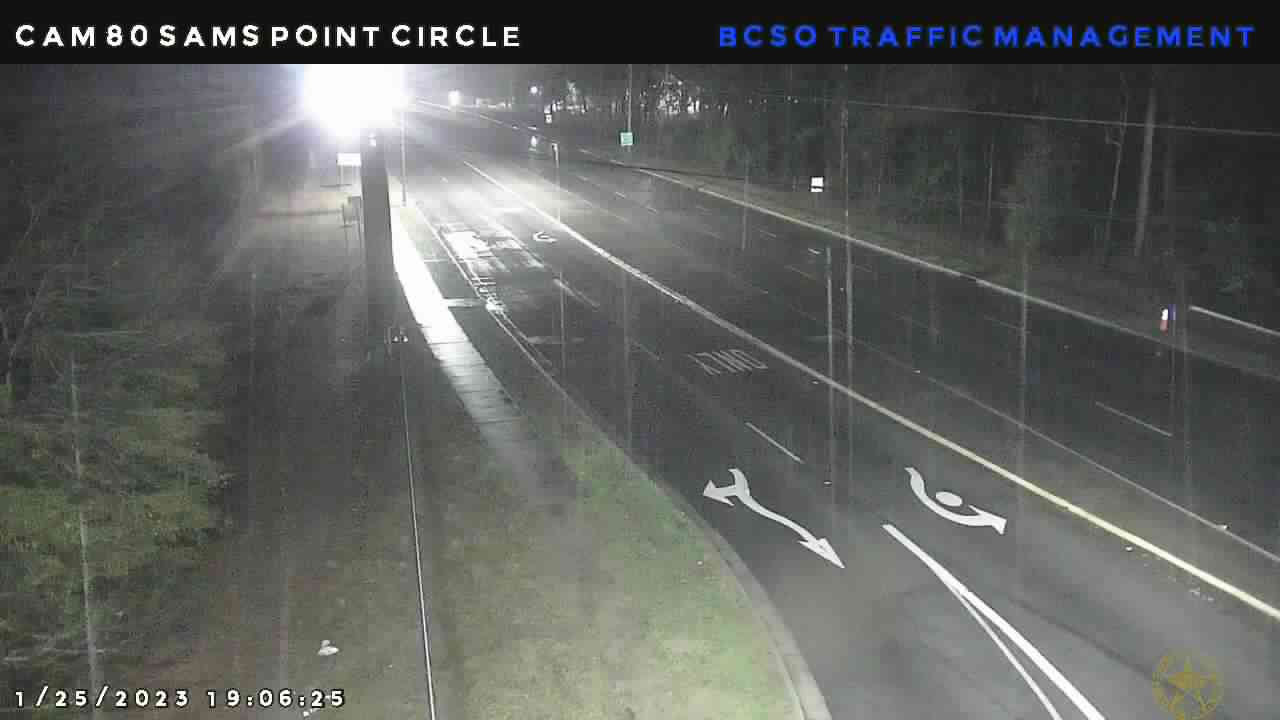 CAM 80 SAMS POINT CIRCLE
BCSO TRAFFIC MANAGEMENT
ONLY
1/25/2023 19:06:25